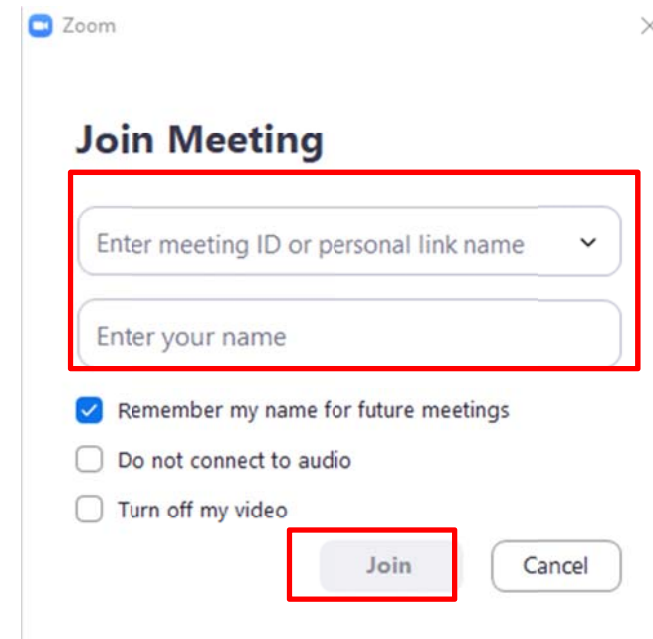 Zoom
Join Meeting
Enter meeting ID or personal link name
Enter your name
Remember my name for future meetings
Do not connect to audio
Turn off my video
Join Cancel